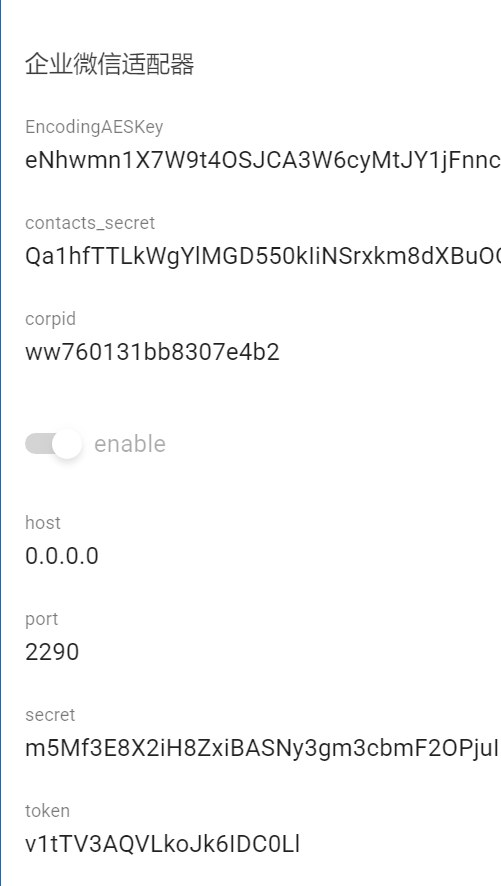 企业微信适配器
EncodingAESKey
eNhwmn1X7W9t4OSJCA3W6cyMtJY1jFnnc
contacts_secret
Qa1hfTTLkWgYlMGD550kIiNSrxkm8dXBuO
corpid
ww760131bb8307e4b2
enable
host
0.0.0.0
port
2290
secret
m5Mf3E8X2iH8ZxiBASNy3gm3cbmF2OPjuI
token
v1tTV3AQVLkoJk6IDC0Ll